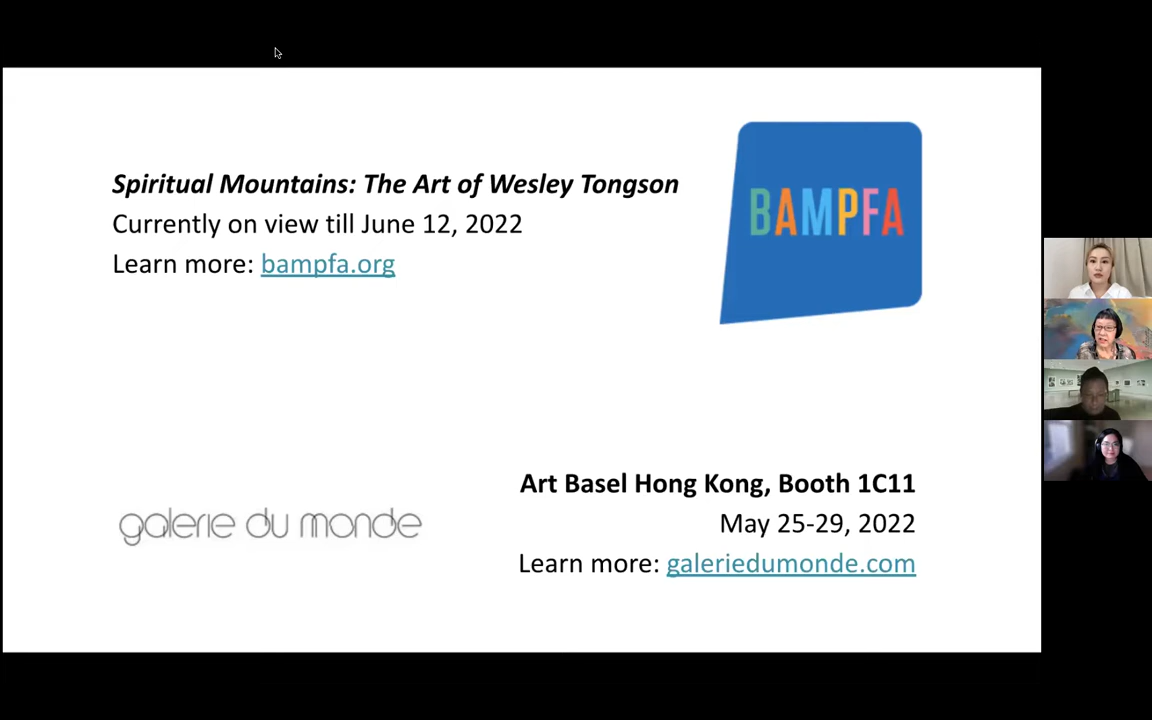 Spiritual Mountains: The Art of Wesley Tongson
Currently on view till June 12, 2022
Learn more: bampfa.org
BAMPFA
galerie du monde
Art Basel Hong Kong, Booth 1C11
May 25-29, 2022
Learn more: galeriedumonde.com